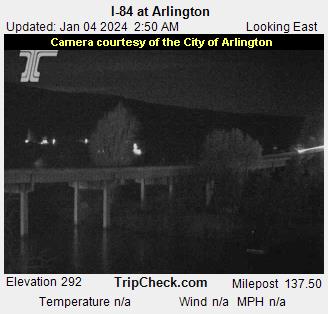 I-84 at Arlington
Updated: Jan 04 2024 2:50 AM Looking East
Camera courtesy of the City of Arlington
Elevation 292 TripCheck.com Milepost 137.50
Temperature n/a Wind n/a MPH n/a